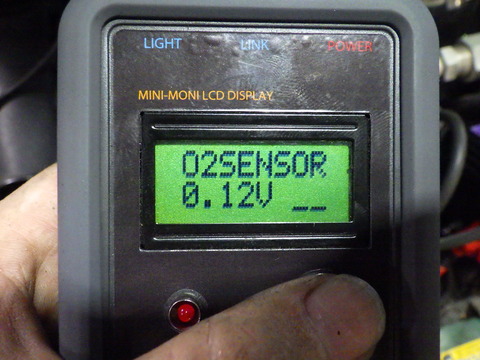 LIGHT LINK POWER
MINI-MONI LCD DISPLAY
O2SENSOR
0.12V __